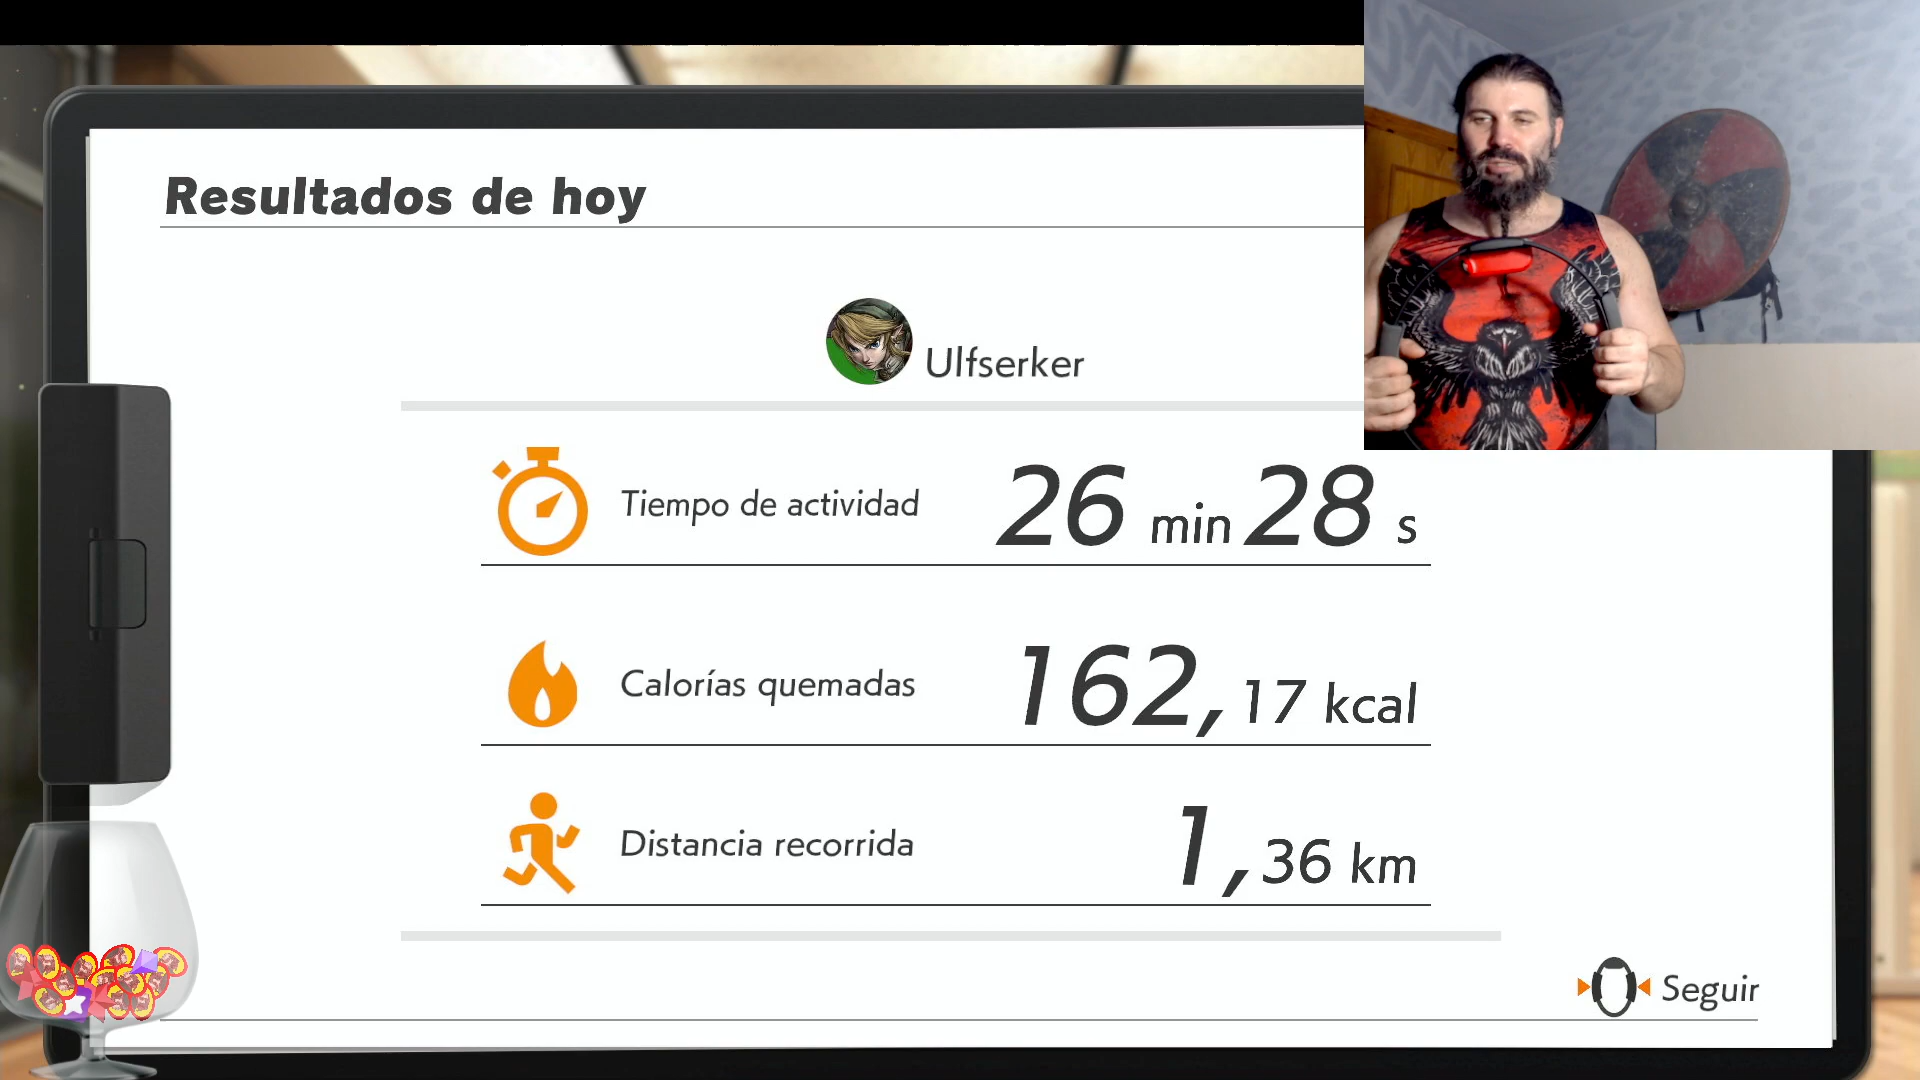 Resultados de hoy
Ulfserker
Tiempo de actividad 26 min 28 s
Calorías quemadas 162,17 kcal
Distancia recorrida 1,36 km
Seguir